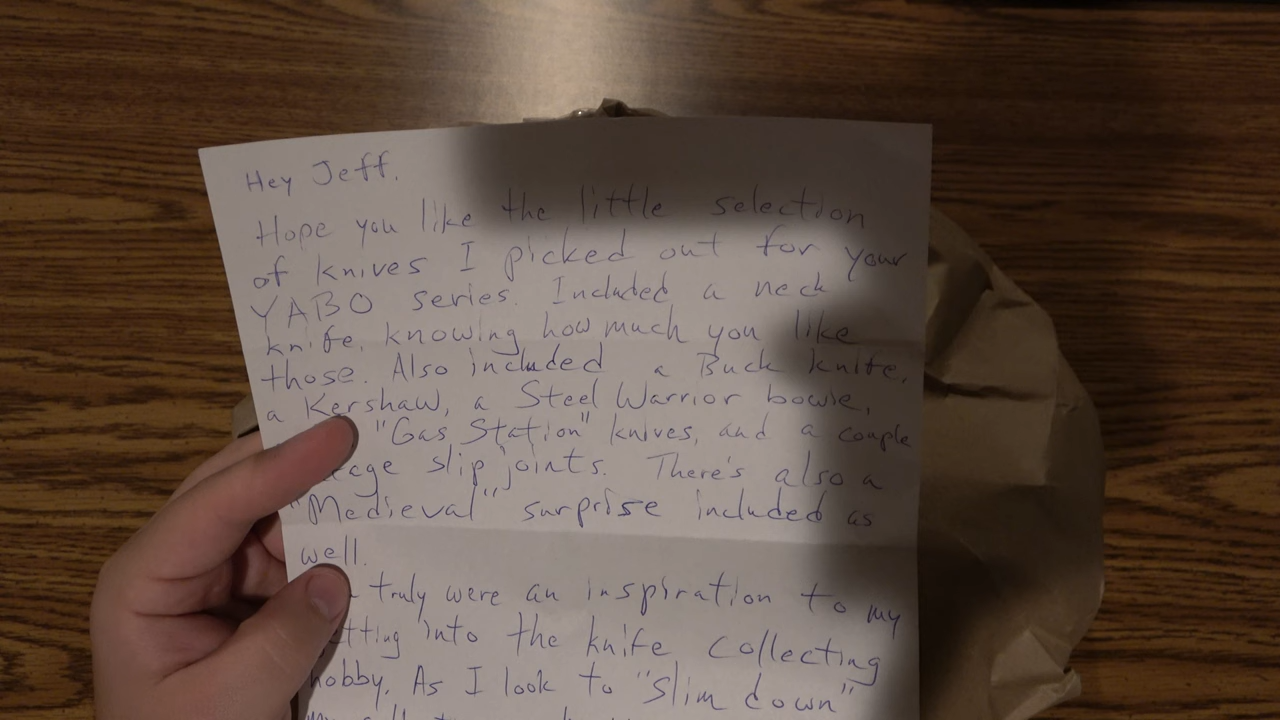 Hey Jeff.
Hope you like the little selection
of knives I picked out for your
YABO series. Included a neck
knife, knowing how much you like
those. Also included a Buck knife,
a Kershaw, a Steel Warrior bowie,
"Gas Station" knives, and a couple
slip joints. There's also a
"Medieval" surprise included as
well.
truly were an inspiration to my
into the knife collecting
hobby. As I look to "slim down"